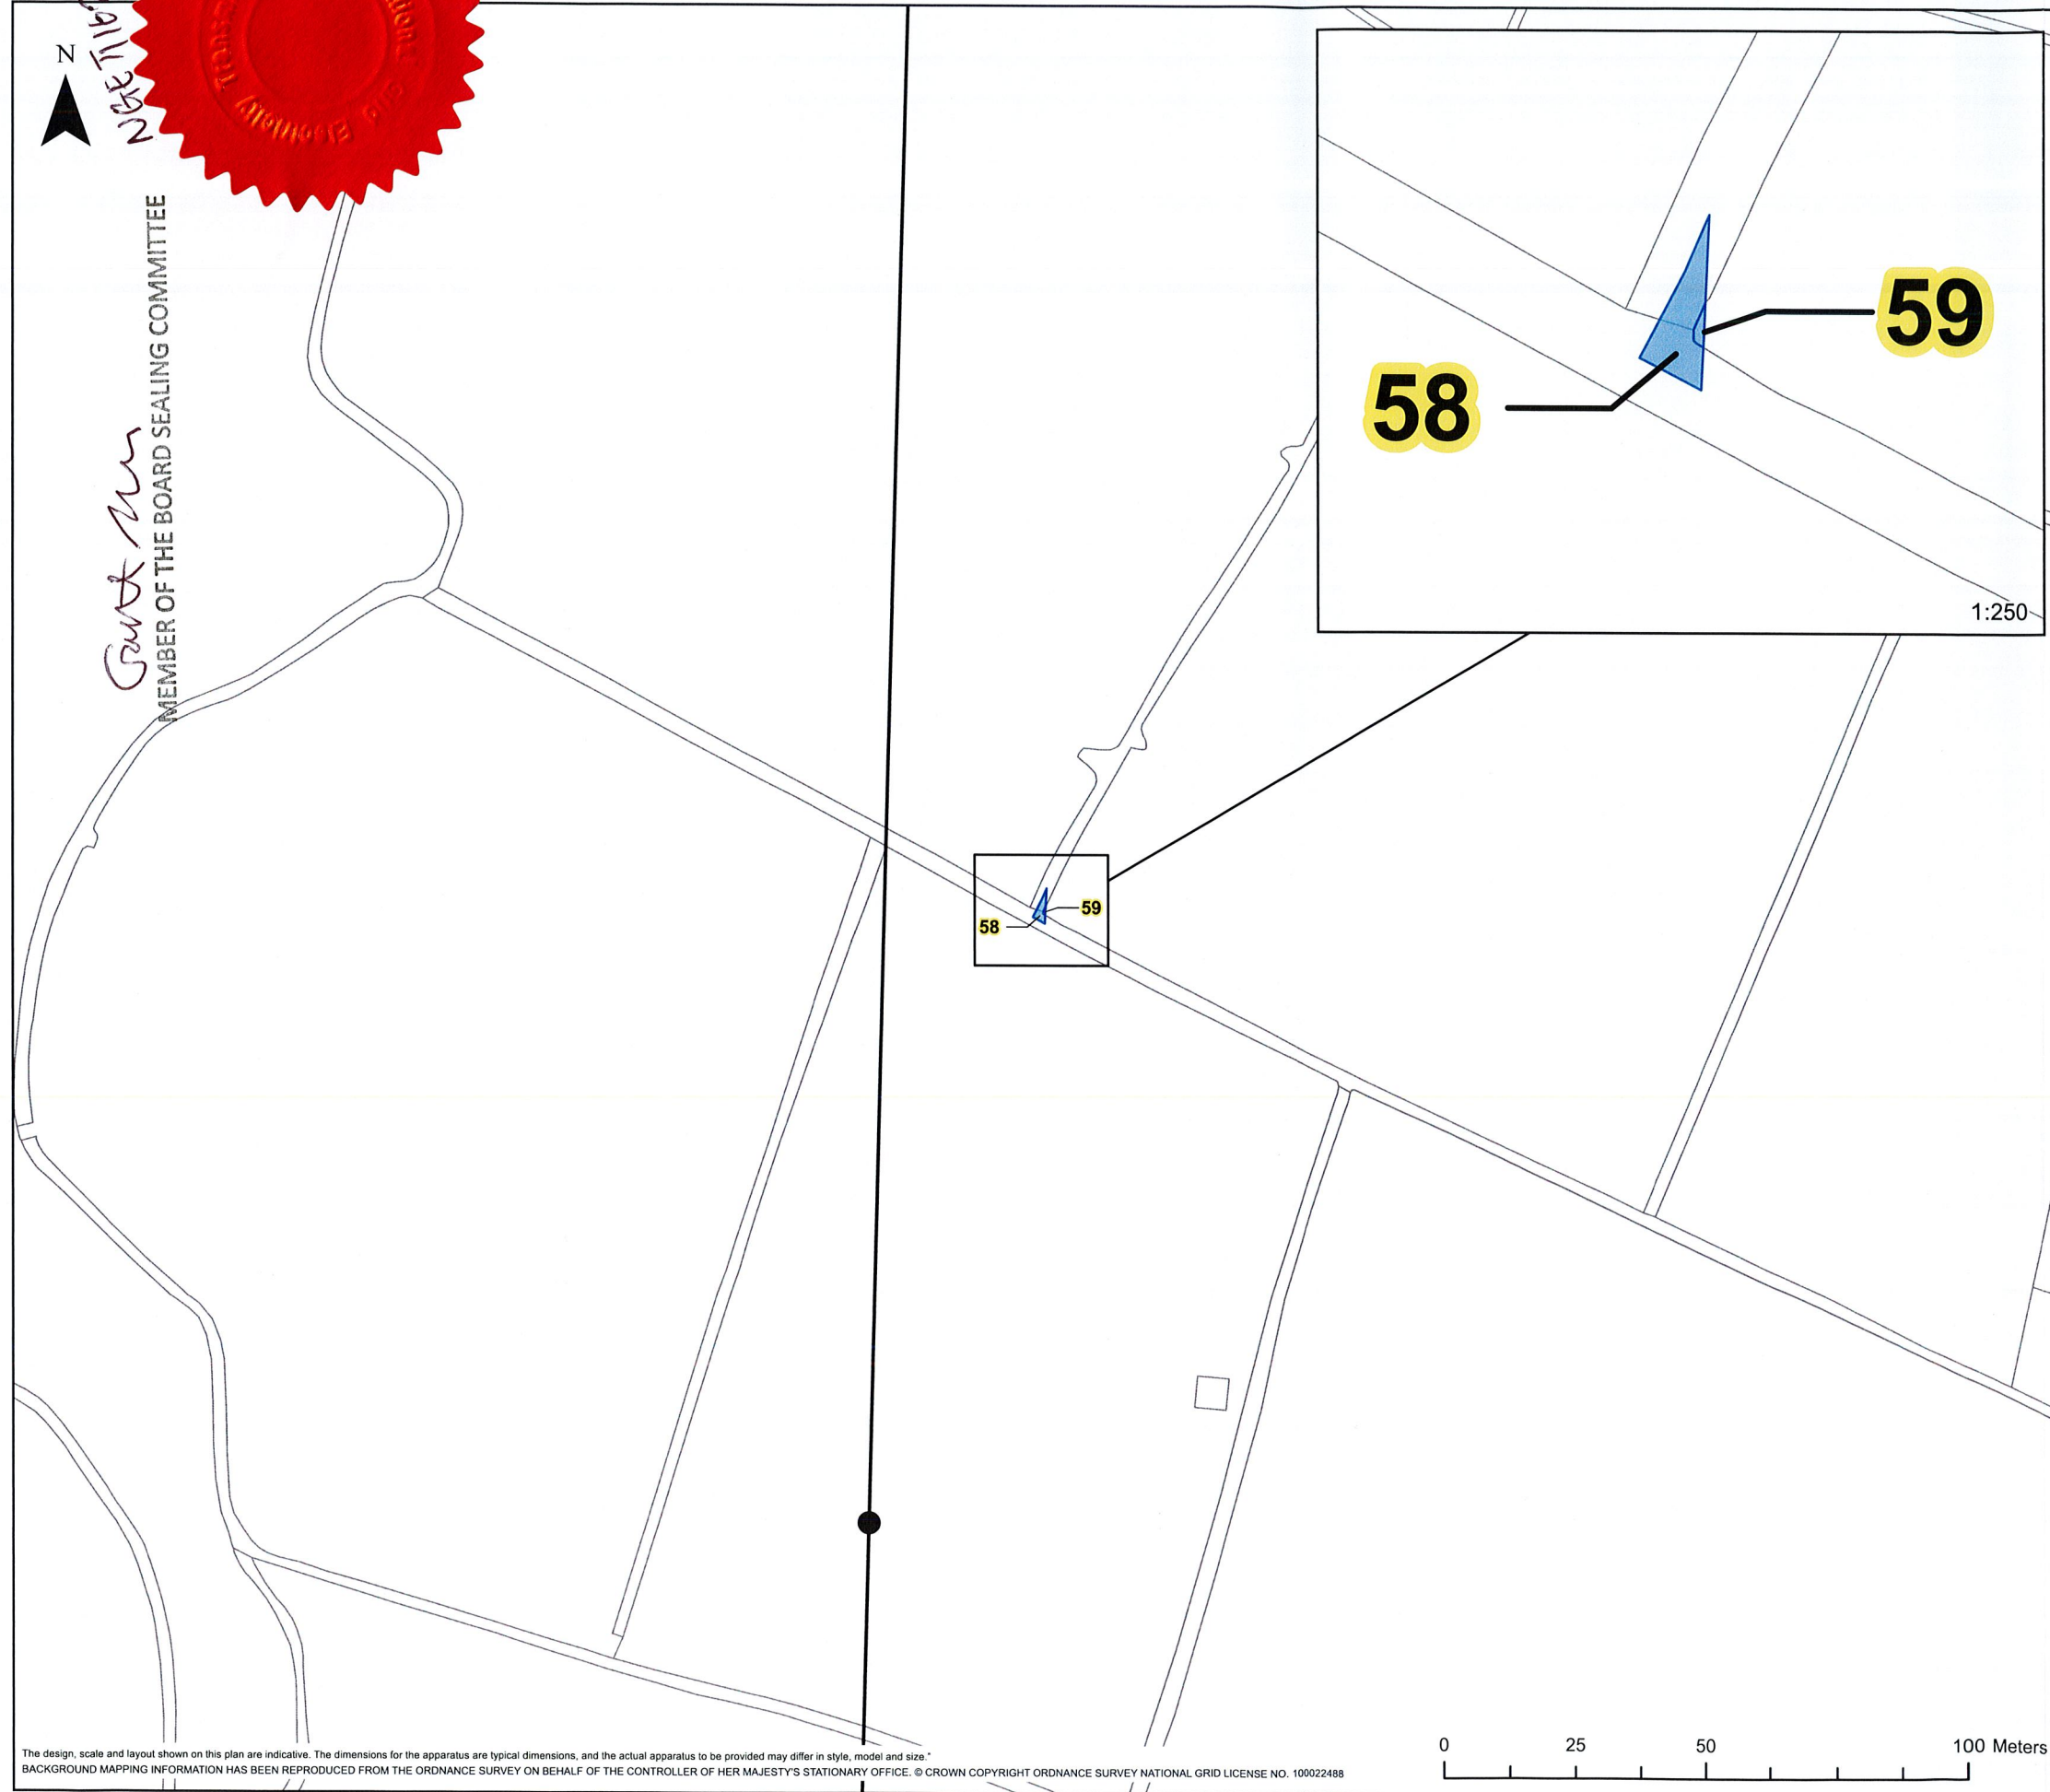 N
MEMBER OF THE BOARD SEALING COMMITTEE
59
58
1:250
59
58
0 25 50 100 Meters
The design, scale and layout shown on this plan are indicative. The dimensions for the apparatus are typical dimensions, and the actual apparatus to be provided may differ in style, model and size."
BACKGROUND MAPPING INFORMATION HAS BEEN REPRODUCED FROM THE ORDNANCE SURVEY ON BEHALF OF THE CONTROLLER OF HER MAJESTY'S STATIONARY OFFICE. © CROWN COPYRIGHT ORDNANCE SURVEY NATIONAL GRID LICENSE NO. 100022488